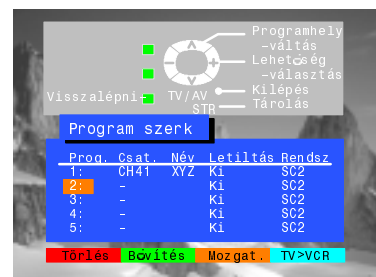 Programhely
-váltás
Lehetőség
-választás
Visszalépni
TV/AV
Kilépés
STR
Tárolás
Program szerk
Prog. Csat. Név Letiltás Rendsz
1: CH41 XYZ Ki SC2
2: - Ki SC2
3: - Ki SC2
4: - Ki SC2
5: - Ki SC2
Törlés Bővítés Mozgat. TV>VCR